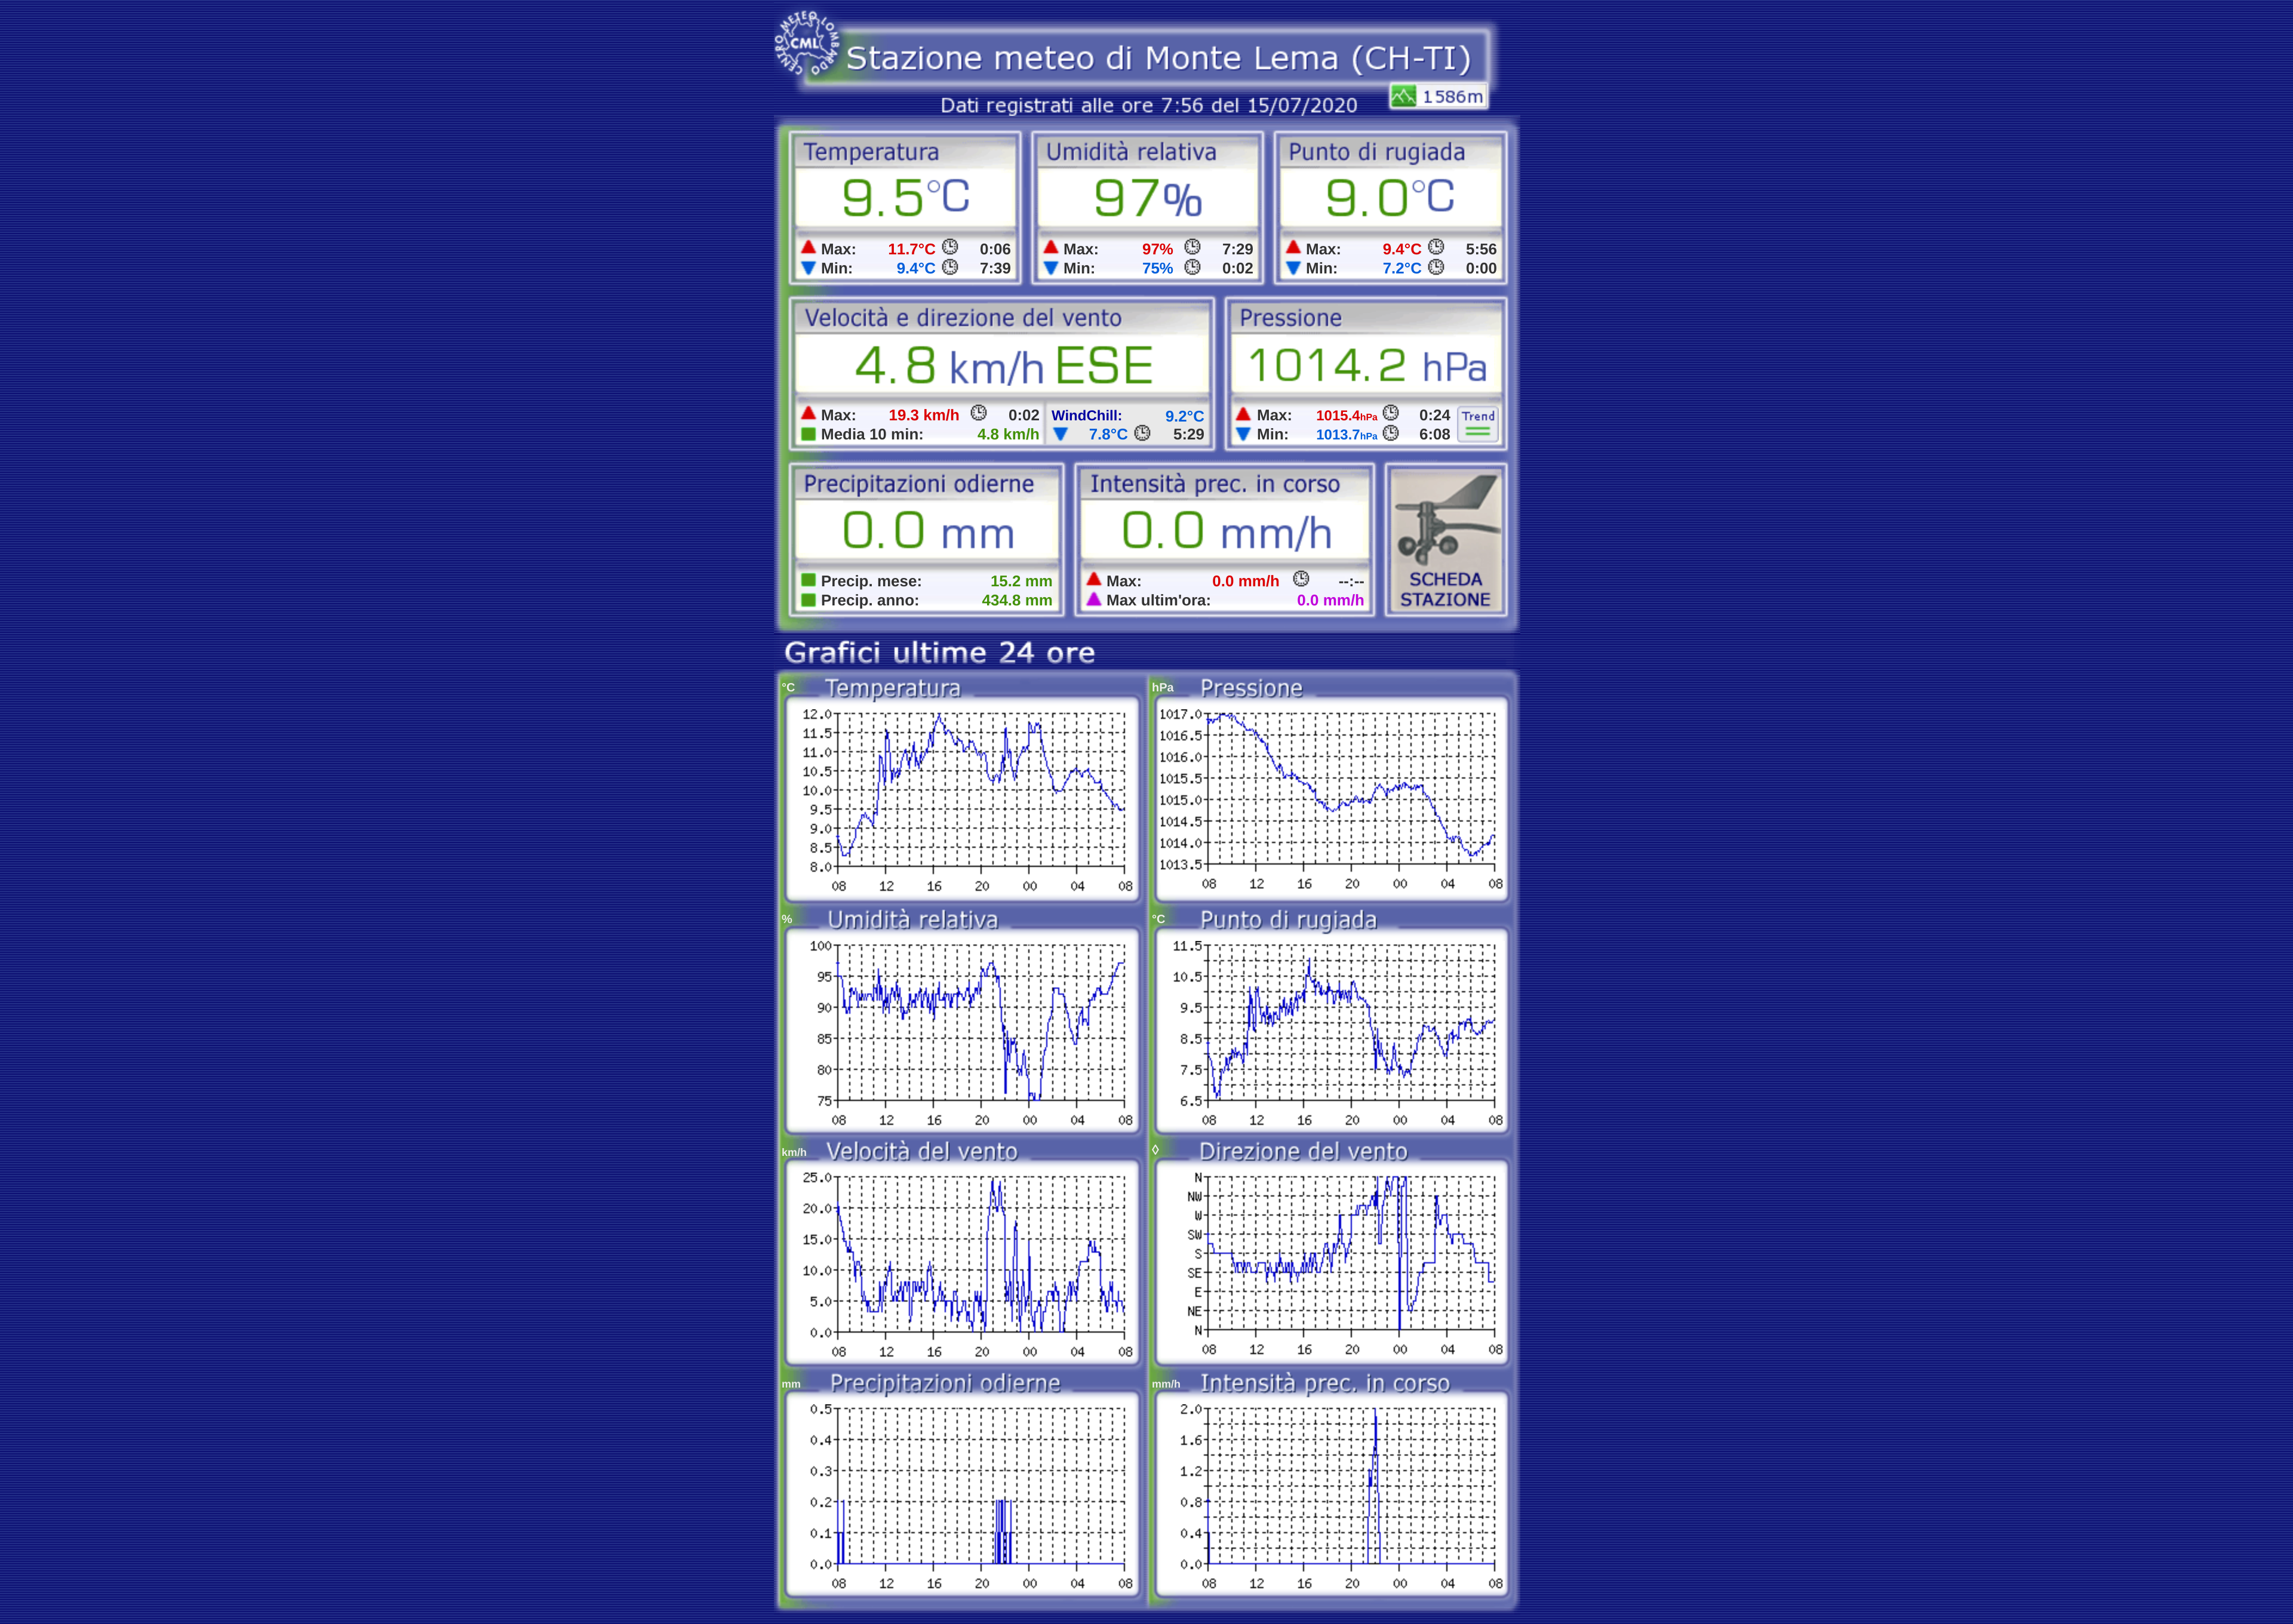 CENTRO METEO LOMBARDO
CML
Stazione meteo di Monte Lema (CH-TI)
1586m
Dati registrati alle ore 7:56 del 15/07/2020
Temperatura
9.5°C
Max: 11.7°C 0:06
Min: 9.4°C 7:39
Umidità relativa
97%
Max: 97% 7:29
Min: 75% 0:02
Punto di rugiada
9.0°C
Max: 9.4°C 5:56
Min: 7.2°C 0:00
Velocità e direzione del vento
4.8 km/h ESE
Max: 19.3 km/h 0:02
Media 10 min: 4.8 km/h
WindChill: 9.2°C
7.8°C 5:29
Pressione
1014.2 hPa
Max: 1015.4hPa 0:24
Min: 1013.7hPa 6:08
Trend
Precipitazioni odierne
0.0 mm
Precip. mese: 15.2 mm
Precip. anno: 434.8 mm
Intensità prec. in corso
0.0 mm/h
Max: 0.0 mm/h --:--
Max ultim'ora: 0.0 mm/h
SCHEDA
STAZIONE
Grafici ultime 24 ore
°C Temperatura
12.0
11.5
11.0
10.5
10.0
9.5
9.0
8.5
8.0
08 12 16 20 00 04 08
hPa Pressione
1017.0
1016.5
1016.0
1015.5
1015.0
1014.5
1014.0
1013.5
08 12 16 20 00 04 08
% Umidità relativa
100
95
90
85
80
75
08 12 16 20 00 04 08
°C Punto di rugiada
11.5
10.5
9.5
8.5
7.5
6.5
08 12 16 20 00 04 08
km/h Velocità del vento
25.0
20.0
15.0
10.0
5.0
0.0
08 12 16 20 00 04 08
◊ Direzione del vento
N
NW
W
SW
S
SE
E
NE
N
08 12 16 20 00 04 08
mm Precipitazioni odierne
0.5
0.4
0.3
0.2
0.1
0.0
08 12 16 20 00 04 08
mm/h Intensità prec. in corso
2.0
1.6
1.2
0.8
0.4
0.0
08 12 16 20 00 04 08